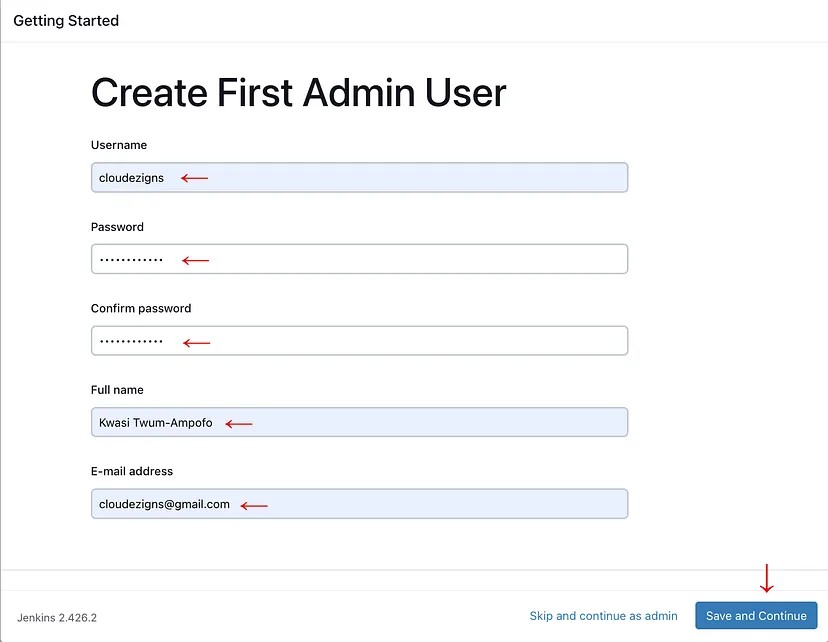 Getting Started
Create First Admin User
Username
cloudezigns
Password
••••••••••••
Confirm password
••••••••••••
Full name
Kwasi Twum-Ampofo
E-mail address
cloudezigns@gmail.com
Jenkins 2.426.2
Skip and continue as admin
Save and Continue